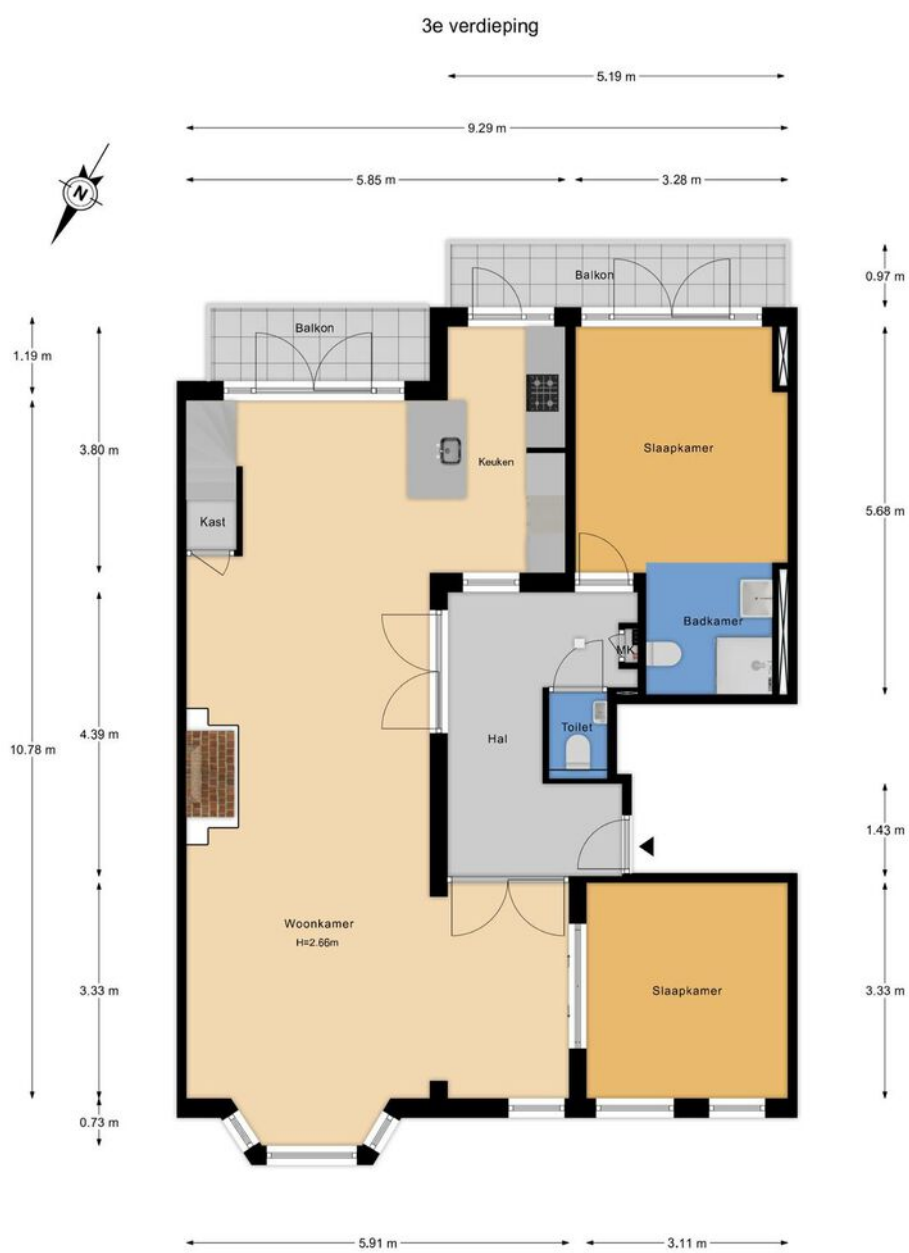 3e verdieping
5.19 m
9.29 m
5.85 m
3.28 m
N
Balkon
0.97 m
Balkon
1.19 m
3.80 m
Slaapkamer
Keuken
5.68 m
Kast
Badkamer
MK
Toilet
4.39 m
Hal
10.78 m
1.43 m
Woonkamer
H=2.66m
3.33 m
Slaapkamer
3.33 m
0.73 m
5.91 m
3.11 m